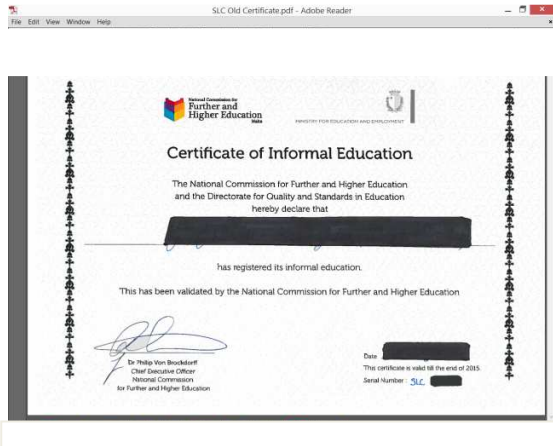 SLC Old Certificate.pdf - Adobe Reader
File Edit View Window Help
National Commission for
Further and
Higher Education
Malta
MINISTRY FOR EDUCATION AND EMPLOYMENT
Certificate of Informal Education
The National Commission for Further and Higher Education
and the Directorate for Quality and Standards in Education
hereby declare that
has registered its informal education.
This has been validated by the National Commission for Further and Higher Education
Dr Philip Von Brockdorff
Chief Executive Officer
National Commission
for Further and Higher Education
Date
This certificate is valid till the end of 2015.
Serial Number : SLC